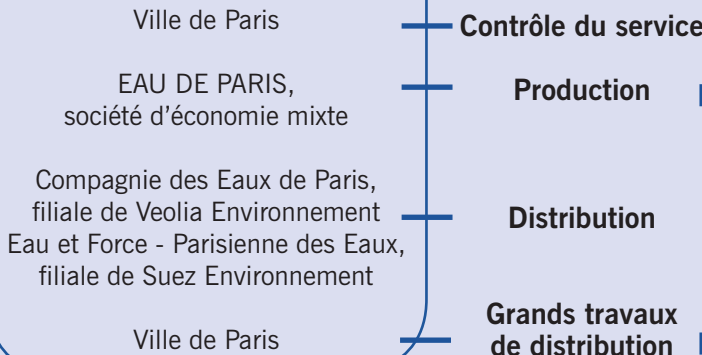 Ville de Paris
Contrôle du service
EAU DE PARIS,
société d'économie mixte
Production
Compagnie des Eaux de Paris,
filiale de Veolia Environnement
Eau et Force - Parisienne des Eaux,
filiale de Suez Environnement
Distribution
Ville de Paris
Grands travaux
de distribution